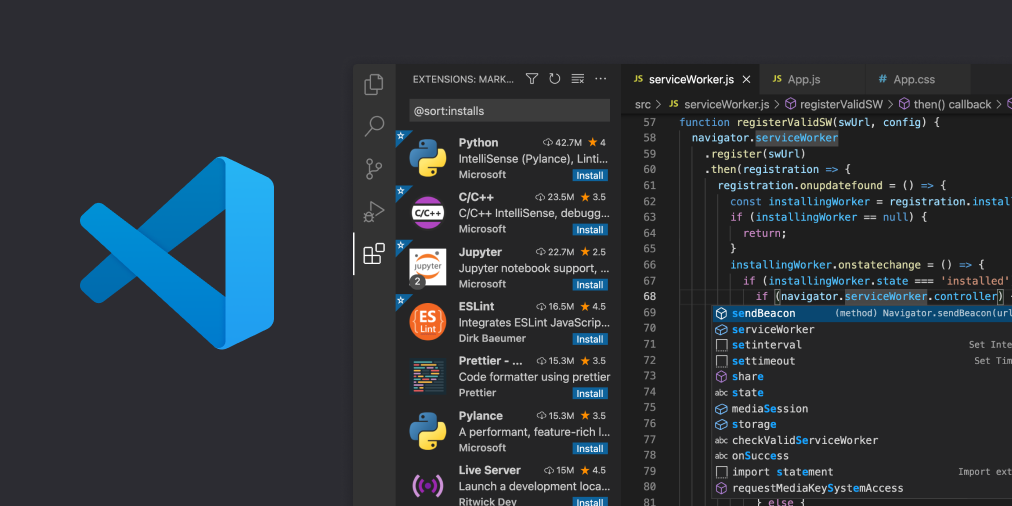 EXTENSIONS: MARK...
@sort:installs
Python 42.7M ★ 4
IntelliSense (Pylance), Linti...
Microsoft Install
C/C++ 23.5M ★ 3.5
C/C++
C/C++ IntelliSense, debugg...
Microsoft Install
Jupyter 22.7M ★ 2.5
jupyter
2
Jupyter notebook support, ...
Microsoft Install
ESLint 16.5M ★ 4.5
ES
Lint
Integrates ESLint JavaScrip...
Dirk Baeumer Install
Prettier - ... 15.3M ★ 3.5
Code formatter using prettier
Prettier Install
Pylance 15.3M ★ 3.5
A performant, feature-rich l...
Microsoft Install
Live Server 15M ★ 4.5
Launch a development loca...
Ritwick Dey Install
JS serviceWorker.js × JS App.js # App.css
src > JS serviceWorker.js > registerValidSW > then() callback >
57 function registerValidSW(swUrl, config) {
58 navigator.serviceWorker
59 .register(swUrl)
60 .then(registration => {
61 registration.onupdatefound = () => {
62 const installingWorker = registration.instal
63 if (installingWorker == null) {
64 return;
65 }
66 installingWorker.onstatechange = () => {
67 if (installingWorker.state === 'installed'
68 if (navigator.serviceWorker.controller) {
69 sendBeacon (method) Navigator.sendBeacon(url
70 serviceWorker
71 setinterval Set Inte
72 settimeout Set Tim
73 share
74 abc state
75 mediaSession
76 storage
77 abc checkValidServiceWorker
78 abc onSuccess
79 import statement Import ext
80 requestMediaKeySystemAccess
81 } else {